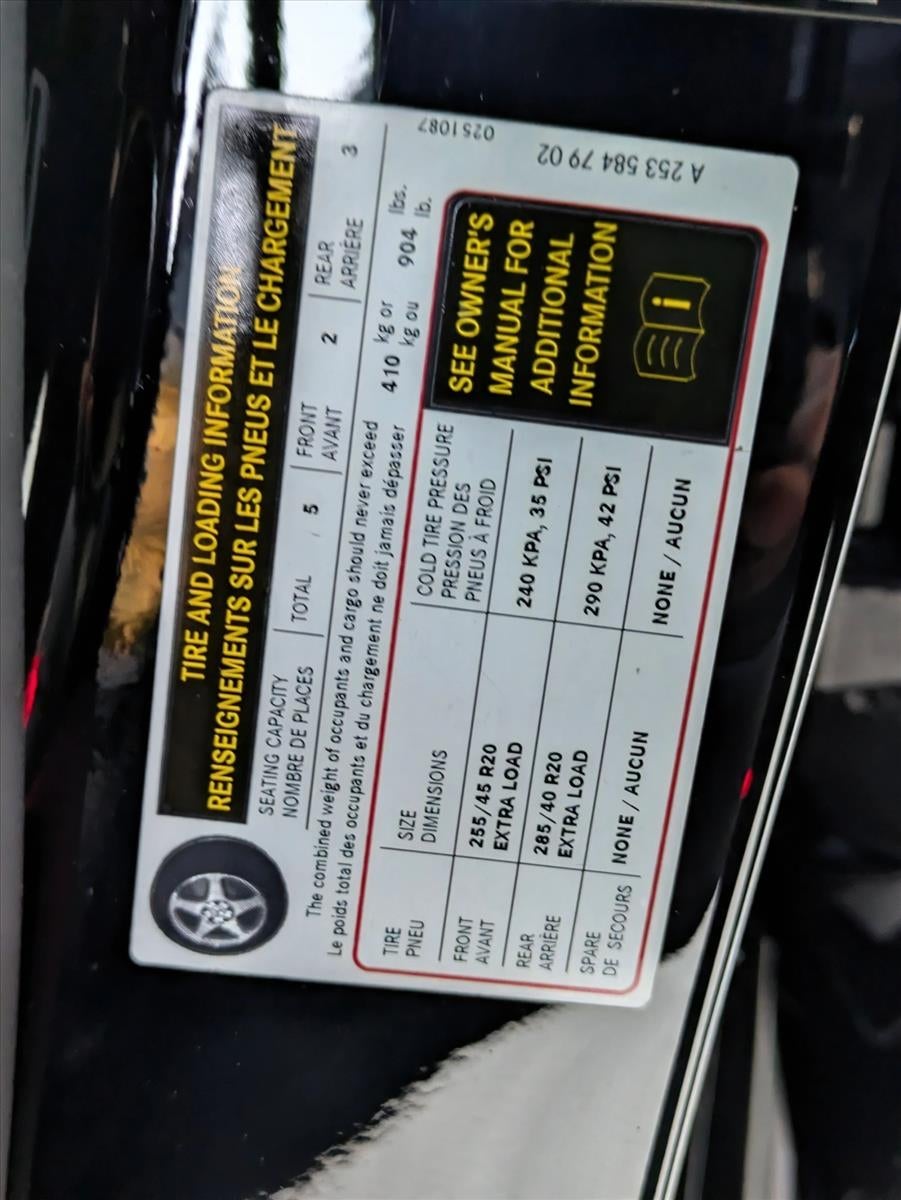 TIRE AND LOADING INFORMATION
RENSEIGNEMENTS SUR LES PNEUS ET LE CHARGEMENT
SEATING CAPACITY TOTAL 5 FRONT 2 REAR 3
NOMBRE DE PLACES AVANT ARRIÈRE
The combined weight of occupants and cargo should never exceed 410 kg or 904 lbs.
Le poids total des occupants et du chargement ne doit jamais dépasser kg ou lb.
TIRE SIZE COLD TIRE PRESSURE
PNEU DIMENSIONS PRESSION DES
PNEUS À FROID
FRONT 255/45 R20 240 KPA, 35 PSI
AVANT EXTRA LOAD
REAR 285/40 R20 290 KPA, 42 PSI
ARRIÈRE EXTRA LOAD
SPARE NONE / AUCUN NONE / AUCUN
DE SECOURS
SEE OWNER'S
MANUAL FOR
ADDITIONAL
INFORMATION
i
0251087
A 253 584 79 02